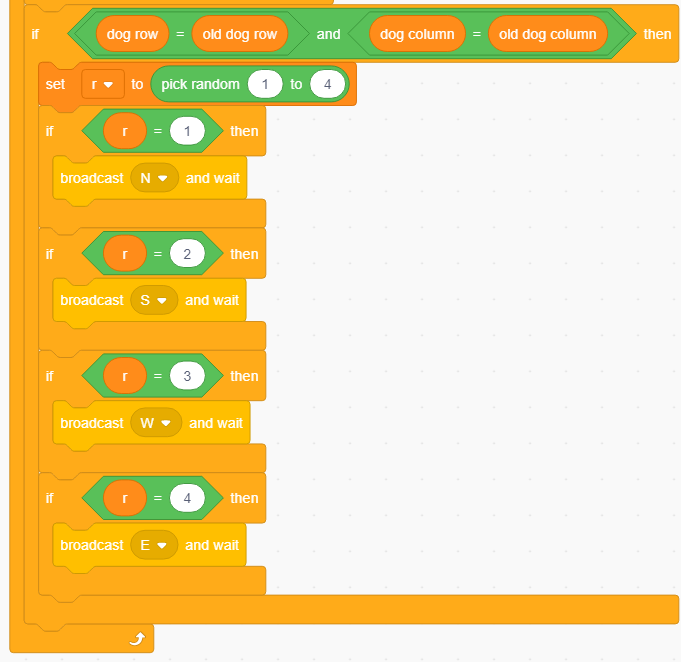 if dog row = old dog row and dog column = old dog column then
set r to pick random 1 to 4
if r = 1 then
broadcast N and wait
if r = 2 then
broadcast S and wait
if r = 3 then
broadcast W and wait
if r = 4 then
broadcast E and wait